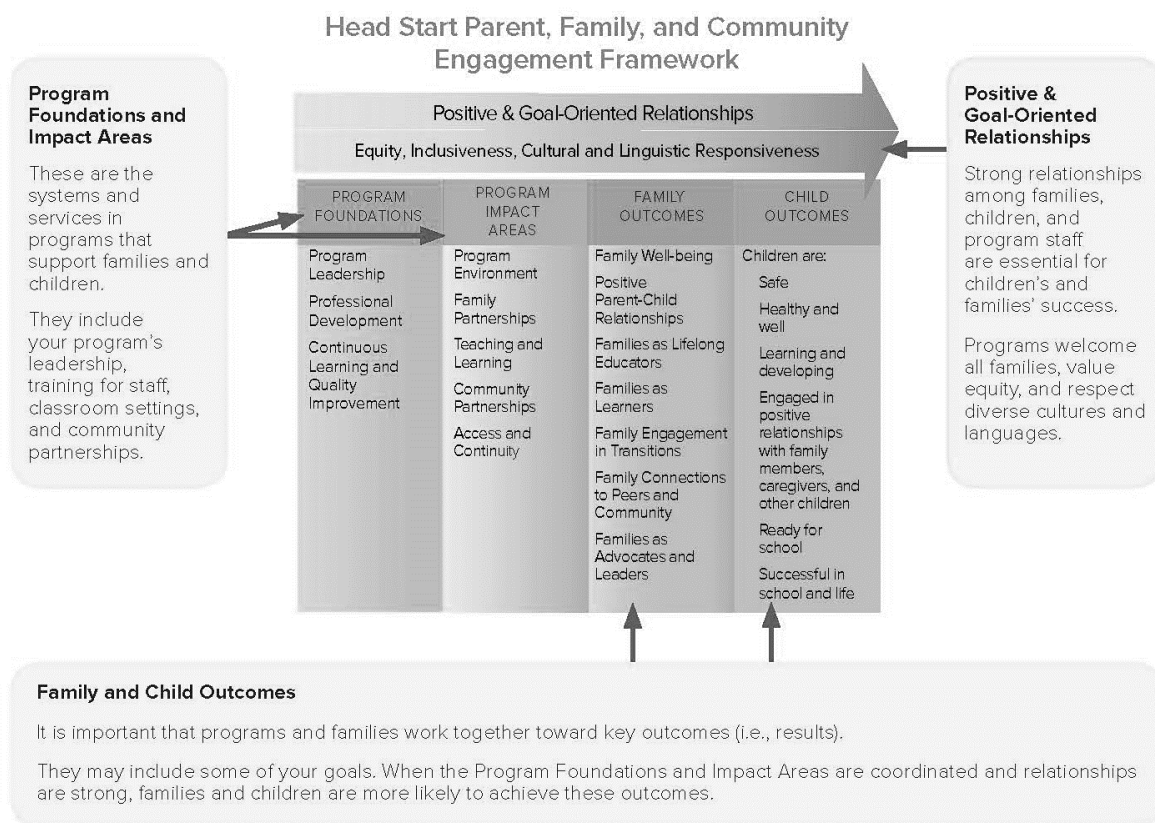 Head Start Parent, Family, and Community
Engagement Framework
Program
Foundations and
Impact Areas
These are the
systems and
services in
programs that
support families and
children.
They include
your program's
leadership,
training for staff,
classroom settings,
and community
partnerships.
Positive & Goal-Oriented Relationships
Equity, Inclusiveness, Cultural and Linguistic Responsiveness
PROGRAM
FOUNDATIONS
Program
Leadership
Professional
Development
Continuous
Learning and
Quality
Improvement
PROGRAM
IMPACT
AREAS
Program
Environment
Family
Partnerships
Teaching and
Learning
Community
Partnerships
Access and
Continuity
FAMILY
OUTCOMES
Family Well-being
Positive
Parent-Child
Relationships
Families as Lifelong
Educators
Families as
Learners
Family Engagement
in Transitions
Family Connections
to Peers and
Community
Families as
Advocates and
Leaders
CHILD
OUTCOMES
Children are:
Safe
Healthy and
well
Learning and
developing
Engaged in
positive
relationships
with family
members,
caregivers, and
other children
Ready for
school
Successful in
school and life
Positive &
Goal-Oriented
Relationships
Strong relationships
among families,
children, and
program staff
are essential for
children's and
families' success.
Programs welcome
all families, value
equity, and respect
diverse cultures and
languages.
Family and Child Outcomes
It is important that programs and families work together toward key outcomes (i.e., results).
They may include some of your goals. When the Program Foundations and Impact Areas are coordinated and relationships
are strong, families and children are more likely to achieve these outcomes.